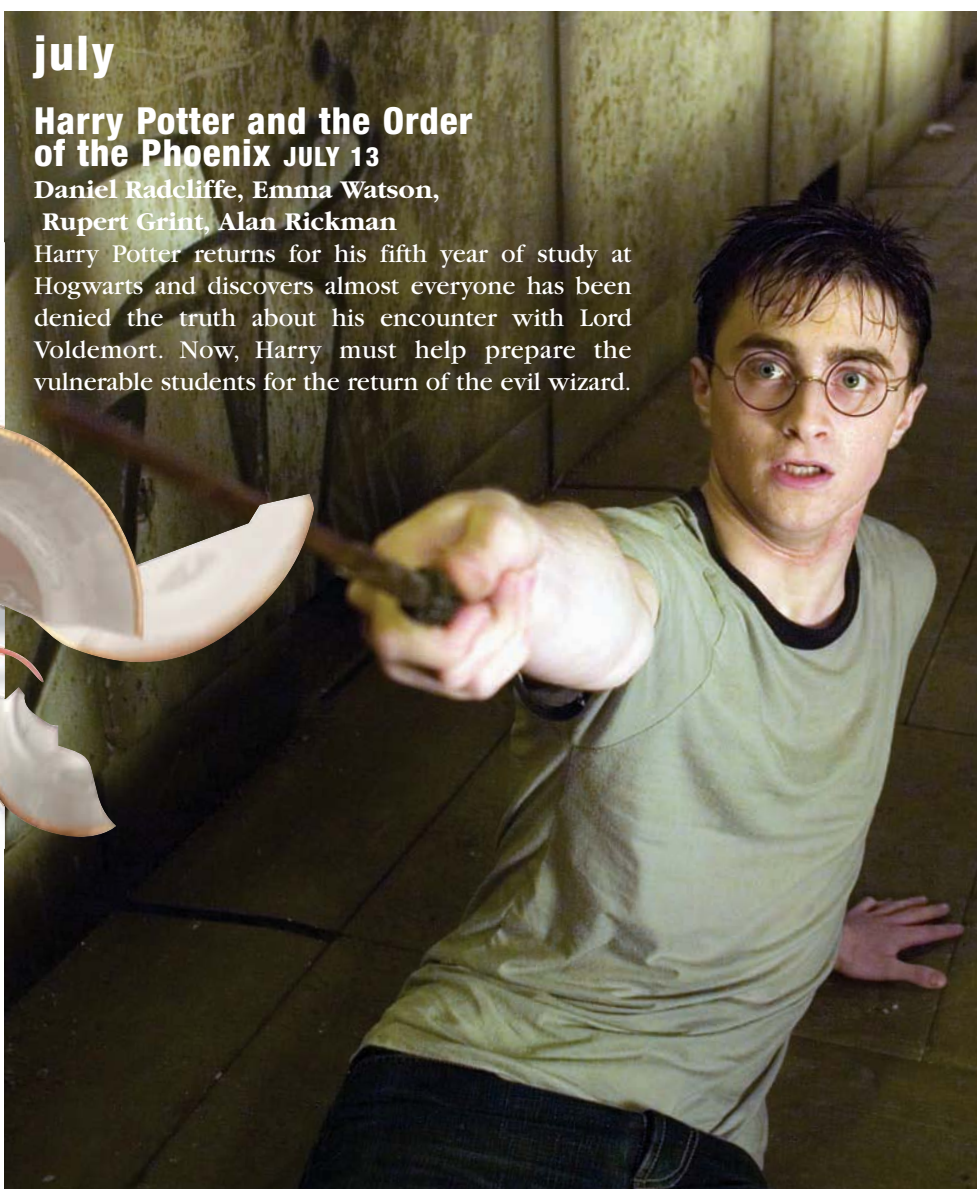 july
Harry Potter and the Order
of the Phoenix JULY 13
Daniel Radcliffe, Emma Watson,
Rupert Grint, Alan Rickman
Harry Potter returns for his fifth year of study at
Hogwarts and discovers almost everyone has been
denied the truth about his encounter with Lord
Voldemort. Now, Harry must help prepare the
vulnerable students for the return of the evil wizard.